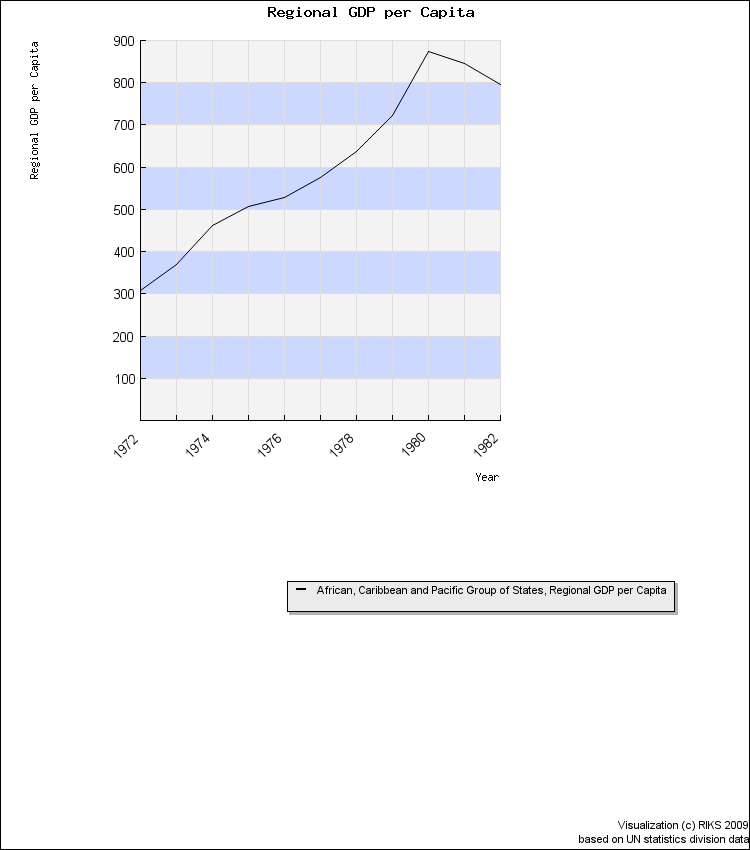 Regional GDP per Capita
Regional GDP per Capita
900
800
700
600
500
400
300
200
100
1972
1974
1976
1978
1980
1982
Year
African, Caribbean and Pacific Group of States, Regional GDP per Capita
Visualization (c) RIKS 2009
based on UN statistics division data